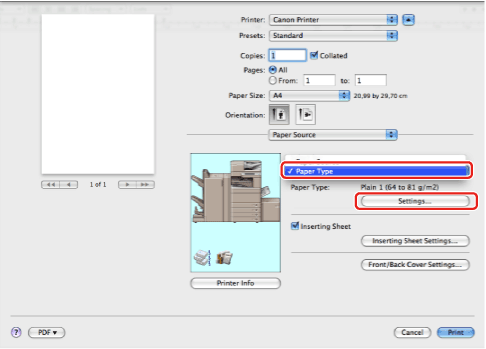 Printer: Canon Printer
Presets: Standard
Copies: 1 Collated
Pages: All
From: 1 to: 1
Paper Size: A4 20,99 by 29,70 cm
Orientation:
Paper Source
Paper Type
Paper Type: Plain 1 (64 to 81 g/m2)
Settings...
1 of 1
Inserting Sheet
Inserting Sheet Settings...
Front/Back Cover Settings...
Printer Info
? PDF Cancel Print